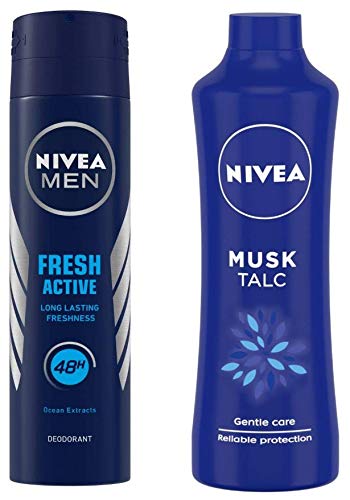 NIVEA
MEN
FRESH
ACTIVE
LONG LASTING
FRESHNESS
48H
Ocean Extracts
DEODORANT
NIVEA
MUSK
TALC
Gentle care
Reliable protection